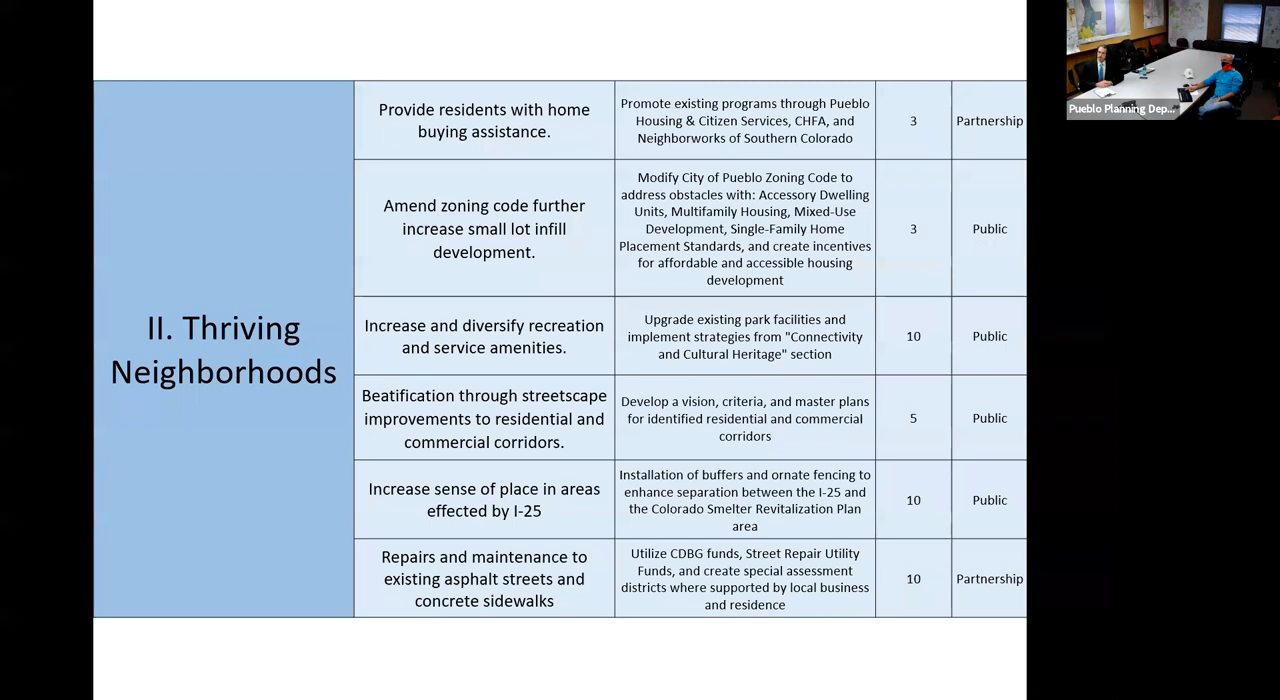 II. Thriving
Neighborhoods
Provide residents with home
buying assistance.
Promote existing programs through Pueblo
Housing & Citizen Services, CHFA, and
Neighborworks of Southern Colorado
3
Partnership
Amend zoning code further
increase small lot infill
development.
Modify City of Pueblo Zoning Code to
address obstacles with: Accessory Dwelling
Units, Multifamily Housing, Mixed-Use
Development, Single-Family Home
Placement Standards, and create incentives
for affordable and accessible housing
development
3
Public
Increase and diversify recreation
and service amenities.
Upgrade existing park facilities and
implement strategies from "Connectivity
and Cultural Heritage" section
10
Public
Beatification through streetscape
improvements to residential and
commercial corridors.
Develop a vision, criteria, and master plans
for identified residential and commercial
corridors
5
Public
Increase sense of place in areas
effected by I-25
Installation of buffers and ornate fencing to
enhance separation between the I-25 and
the Colorado Smelter Revitalization Plan
area
10
Public
Repairs and maintenance to
existing asphalt streets and
concrete sidewalks
Utilize CDBG funds, Street Repair Utility
Funds, and create special assessment
districts where supported by local business
and residence
10
Partnership
Pueblo Planning Dep...